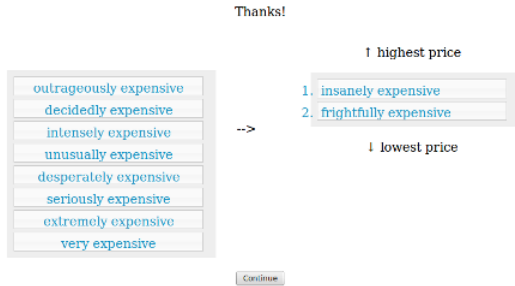 Thanks!
outrageously expensive
decidedly expensive
intensely expensive
unusually expensive
desperately expensive
seriously expensive
extremely expensive
very expensive
-->
↑ highest price
1. insanely expensive
2. frightfully expensive
↓ lowest price
Continue